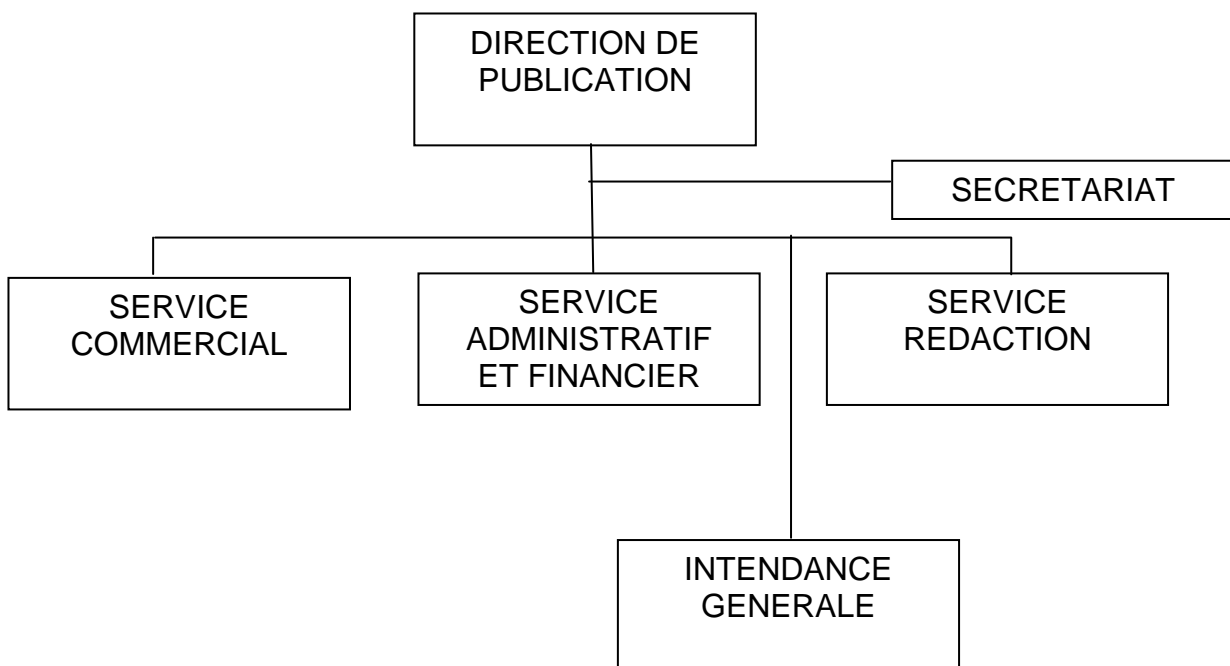 DIRECTION DE
PUBLICATION
SECRETARIAT
SERVICE
COMMERCIAL
SERVICE
ADMINISTRATIF
ET FINANCIER
SERVICE
REDACTION
INTENDANCE
GENERALE